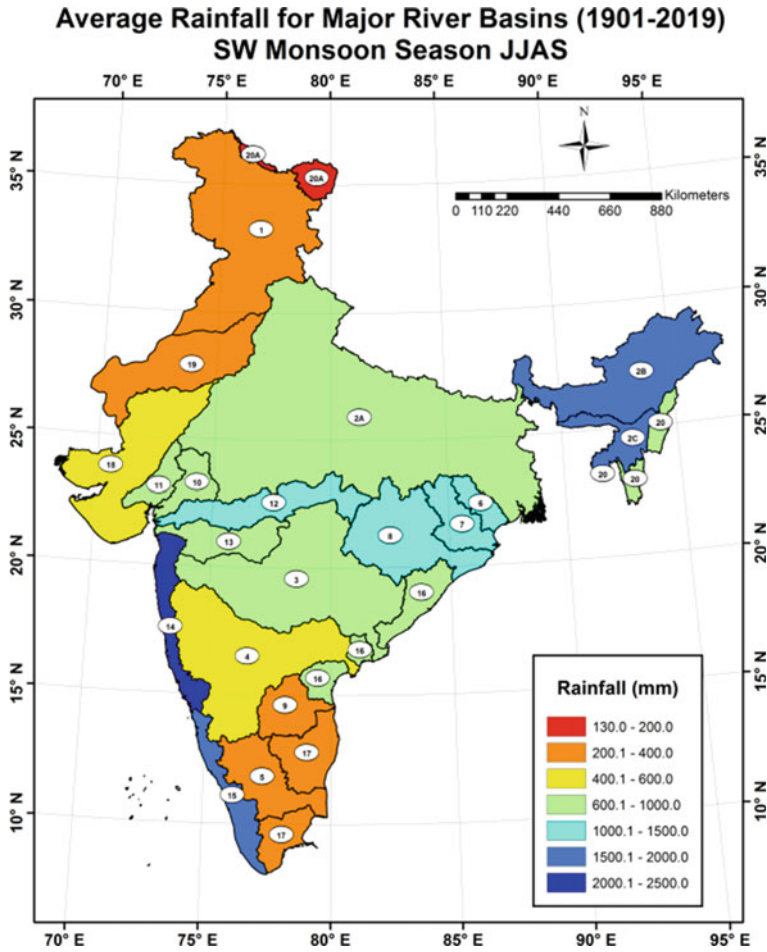 Average Rainfall for Major River Basins (1901-2019)
SW Monsoon Season JJAS
70° E 75° E 80° E 85° E 90° E 95° E
N
Kilometers
0 110 220 440 660 880
35° N
35° N
30° N
30° N
25° N
25° N
20° N
20° N
15° N
15° N
10° N
10° N
20A
20A
1
19
2B
2A
20
2C
18
20
20
11
10
12
6
7
8
13
3
16
14
4
16
16
9
17
5
15
17
Rainfall (mm)
130.0 - 200.0
200.1 - 400.0
400.1 - 600.0
600.1 - 1000.0
1000.1 - 1500.0
1500.1 - 2000.0
2000.1 - 2500.0
70° E 75° E 80° E 85° E 90° E 95° E